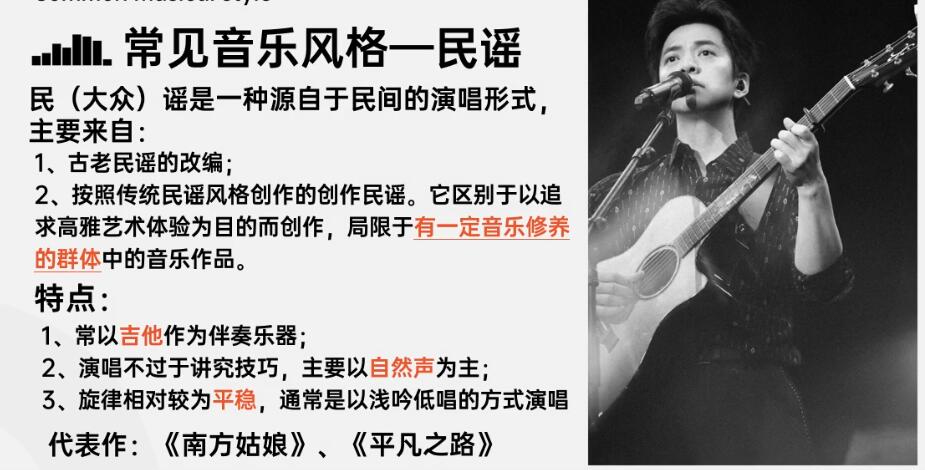 Common Musical Style
常见音乐风格—民谣
民（大众）谣是一种源自于民间的演唱形式，
主要来自：
1、古老民谣的改编；
2、按照传统民谣风格创作的创作民谣。它区别于以追
求高雅艺术体验为目的而创作，局限于有一定音乐修养
的群体中的音乐作品。
特点：
1、常以吉他作为伴奏乐器；
2、演唱不过于讲究技巧，主要以自然声为主；
3、旋律相对较为平稳，通常是以浅吟低唱的方式演唱
代表作：《南方姑娘》、《平凡之路》